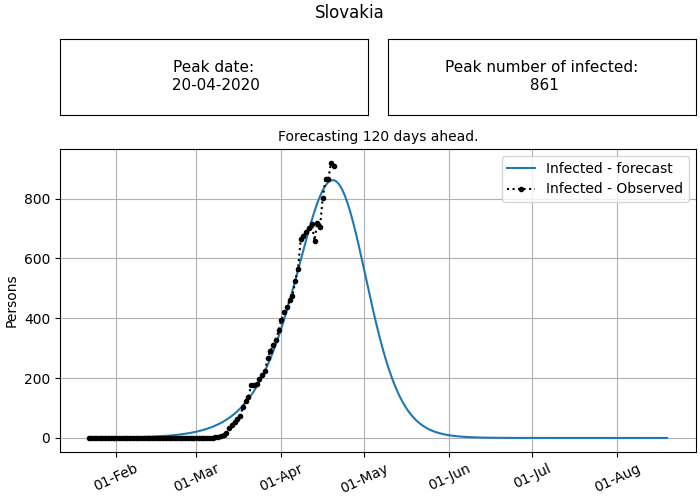 Slovakia
Peak date:
20-04-2020
Peak number of infected:
861
Forecasting 120 days ahead.
Infected - forecast
Infected - Observed
Persons
800
600
400
200
0
01-Feb
01-Mar
01-Apr
01-May
01-Jun
01-Jul
01-Aug